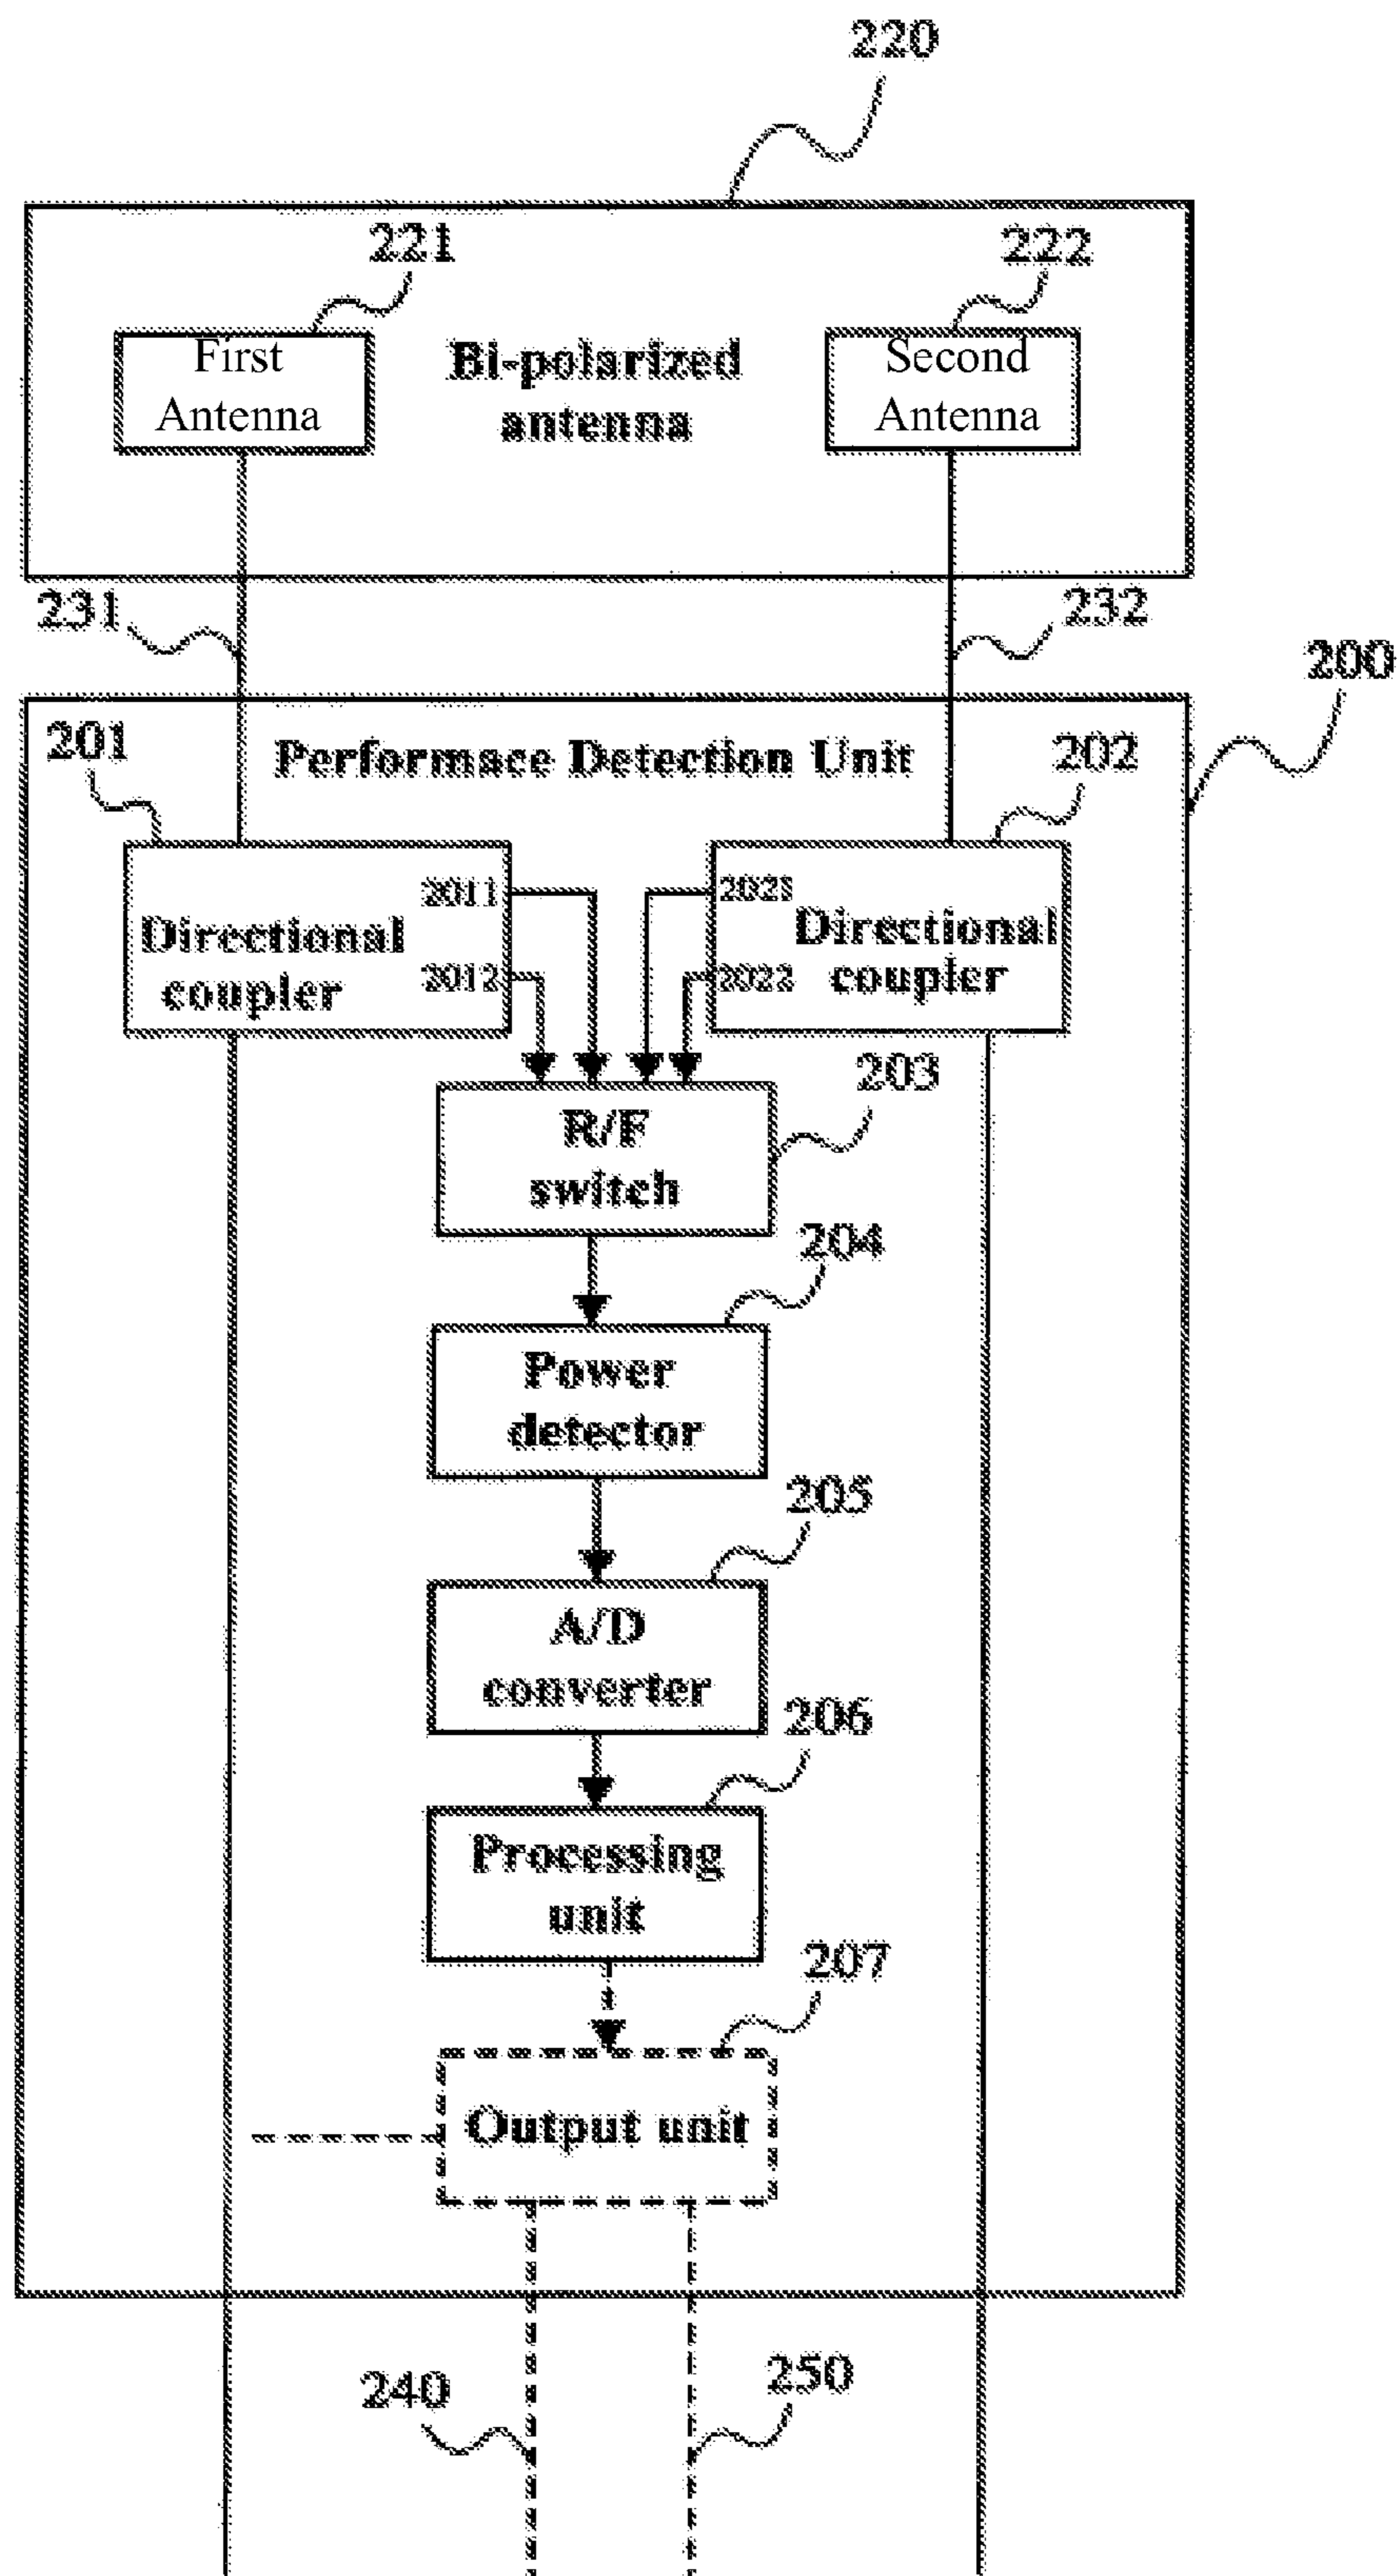 220
221
222
First
Antenna
Bi-polarized
antenna
Second
Antenna
231
232
200
201
Performace Detection Unit
202
2011
2021
Directional
coupler
2012
Directional
coupler
2022
203
R/F
switch
204
Power
detector
205
A/D
converter
206
Processing
unit
207
Output unit
240
250